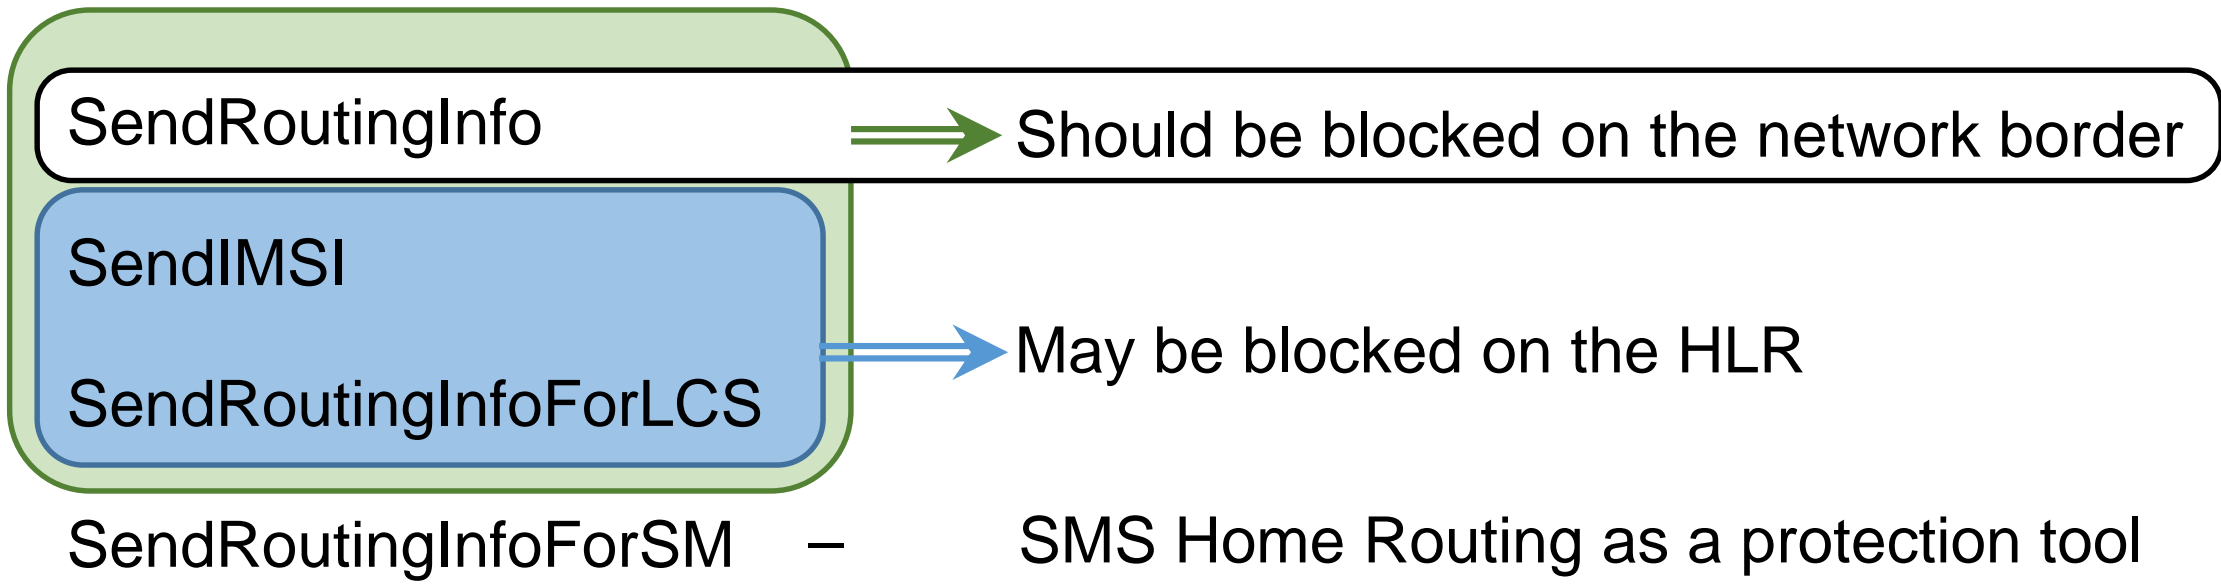 SendRoutingInfo Should be blocked on the network border
SendIMSI
May be blocked on the HLR
SendRoutingInfoForLCS
SendRoutingInfoForSM – SMS Home Routing as a protection tool